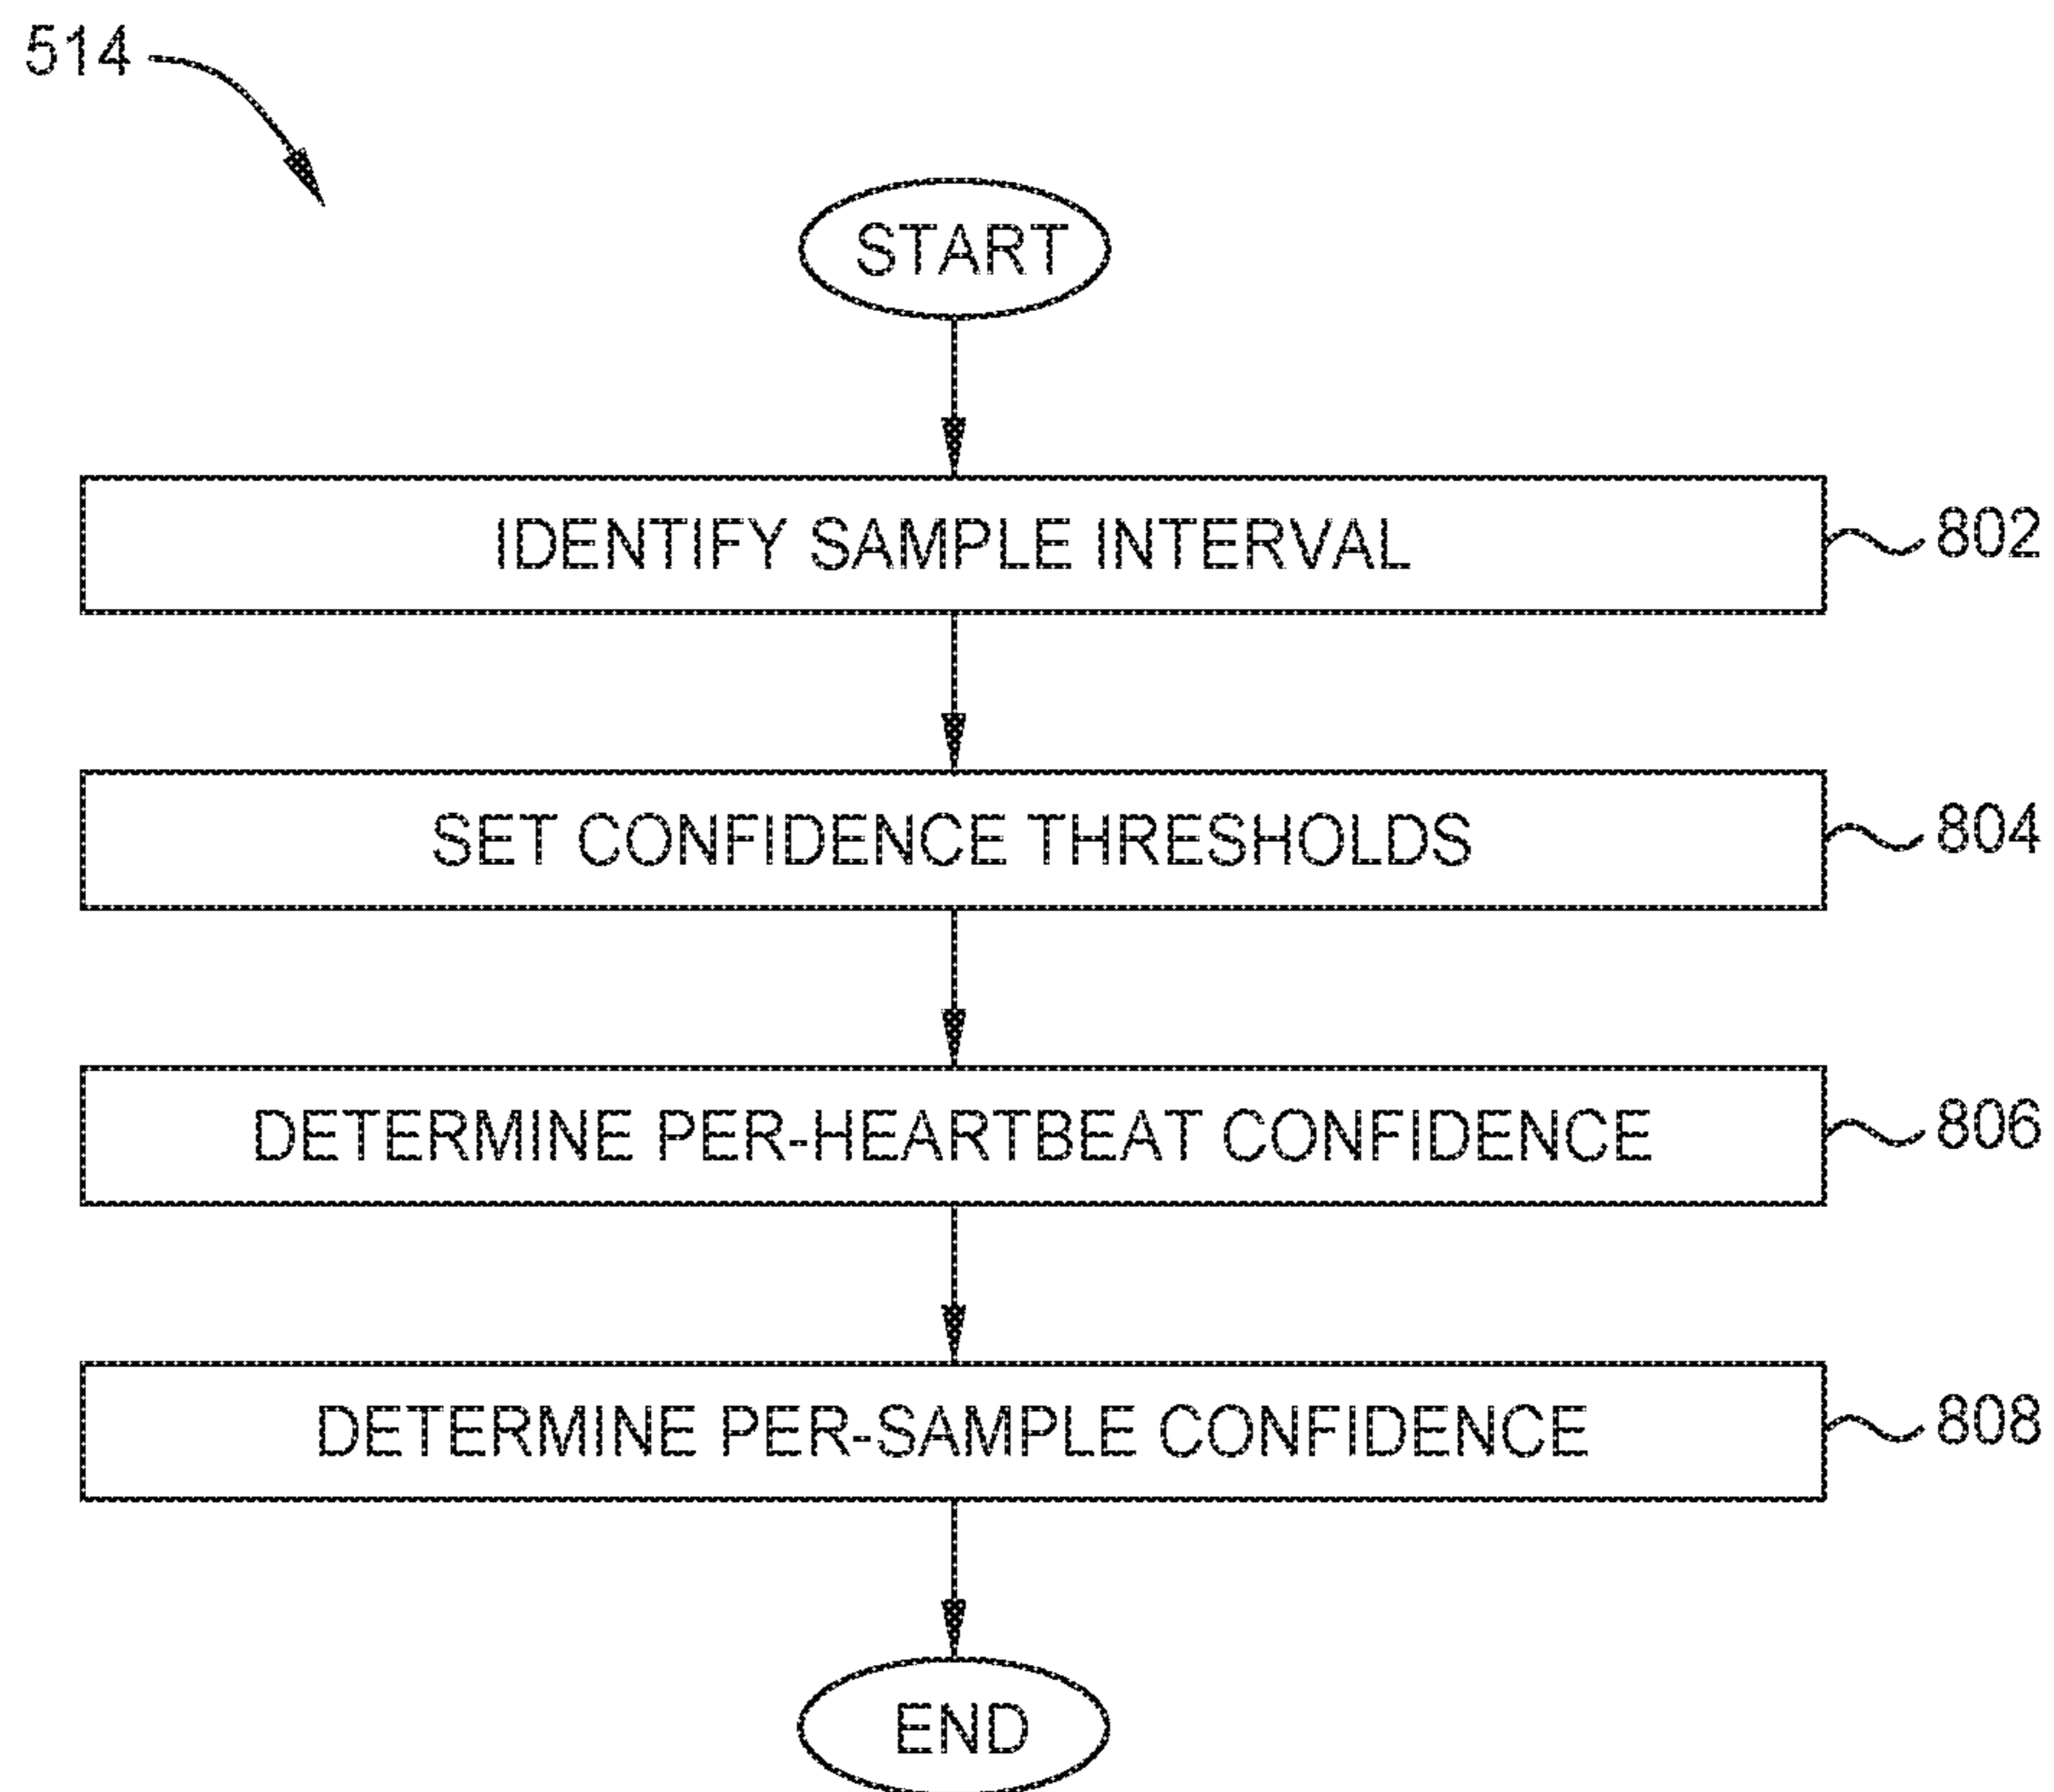 514
START
IDENTIFY SAMPLE INTERVAL
802
SET CONFIDENCE THRESHOLDS
804
DETERMINE PER-HEARTBEAT CONFIDENCE
806
DETERMINE PER-SAMPLE CONFIDENCE
808
END